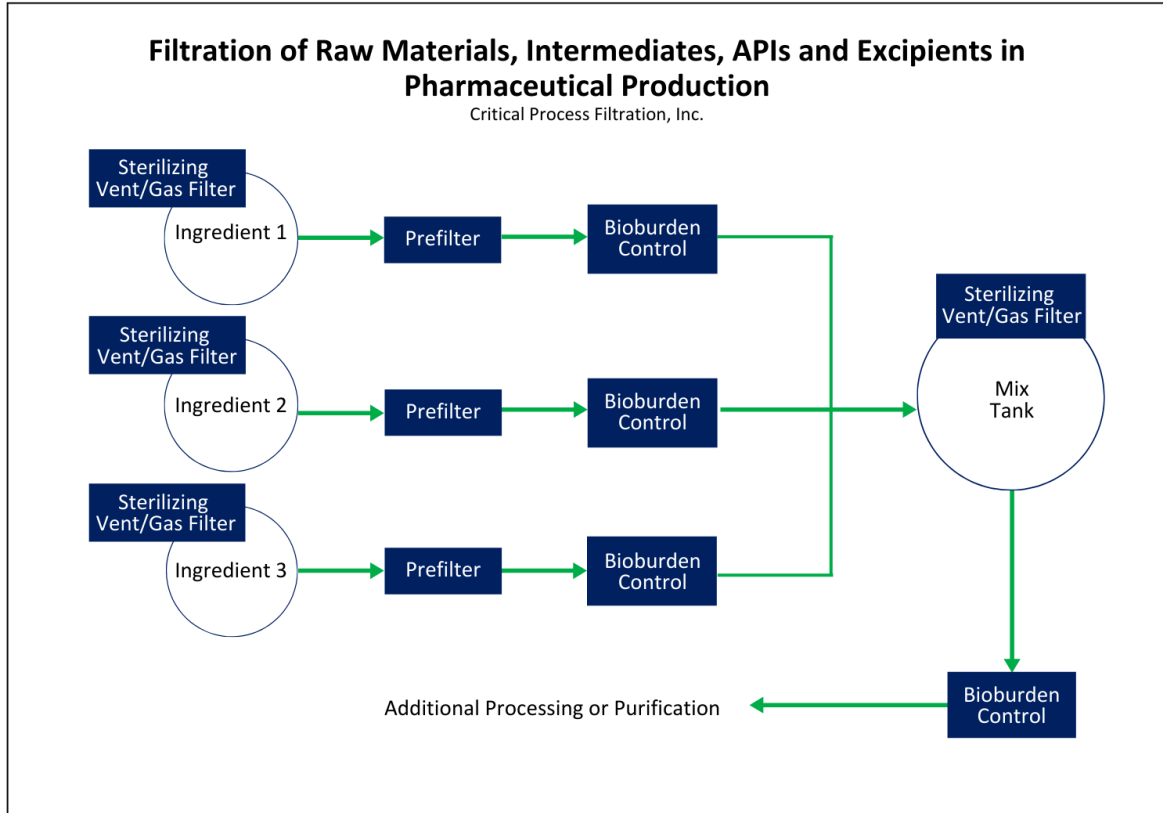 Filtration of Raw Materials, Intermediates, APIs and Excipients in
Pharmaceutical Production
Critical Process Filtration, Inc.
Sterilizing
Vent/Gas Filter
Ingredient 1
Prefilter
Bioburden
Control
Sterilizing
Vent/Gas Filter
Mix
Tank
Sterilizing
Vent/Gas Filter
Ingredient 2
Prefilter
Bioburden
Control
Sterilizing
Vent/Gas Filter
Ingredient 3
Prefilter
Bioburden
Control
Bioburden
Control
Additional Processing or Purification